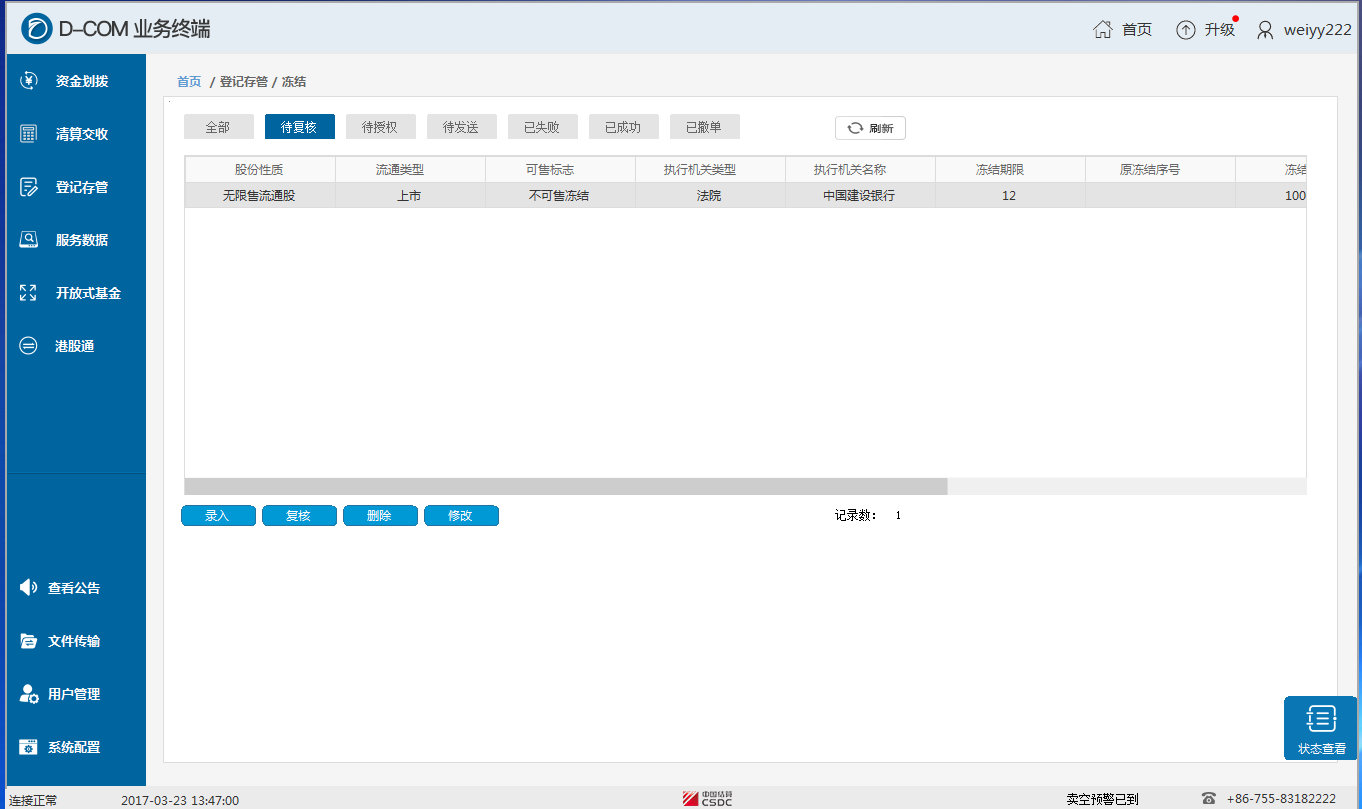 D-COM 业务终端 首页 升级 weiyy222
资金划拨
清算交收
登记存管
服务数据
开放式基金
港股通
查看公告
文件传输
用户管理
系统配置
首页 / 登记存管 / 冻结
全部 待复核 待授权 待发送 已失败 已成功 已撤单 刷新
股份性质 流通类型 可售标志 执行机关类型 执行机关名称 冻结期限 原冻结序号 冻结
无限售流通股 上市 不可售冻结 法院 中国建设银行 12 100
录入 复核 删除 修改 记录数: 1
状态查看
连接正常 2017-03-23 13:47:00 中国结算 CSDC 卖空预警已到 +86-755-83182222